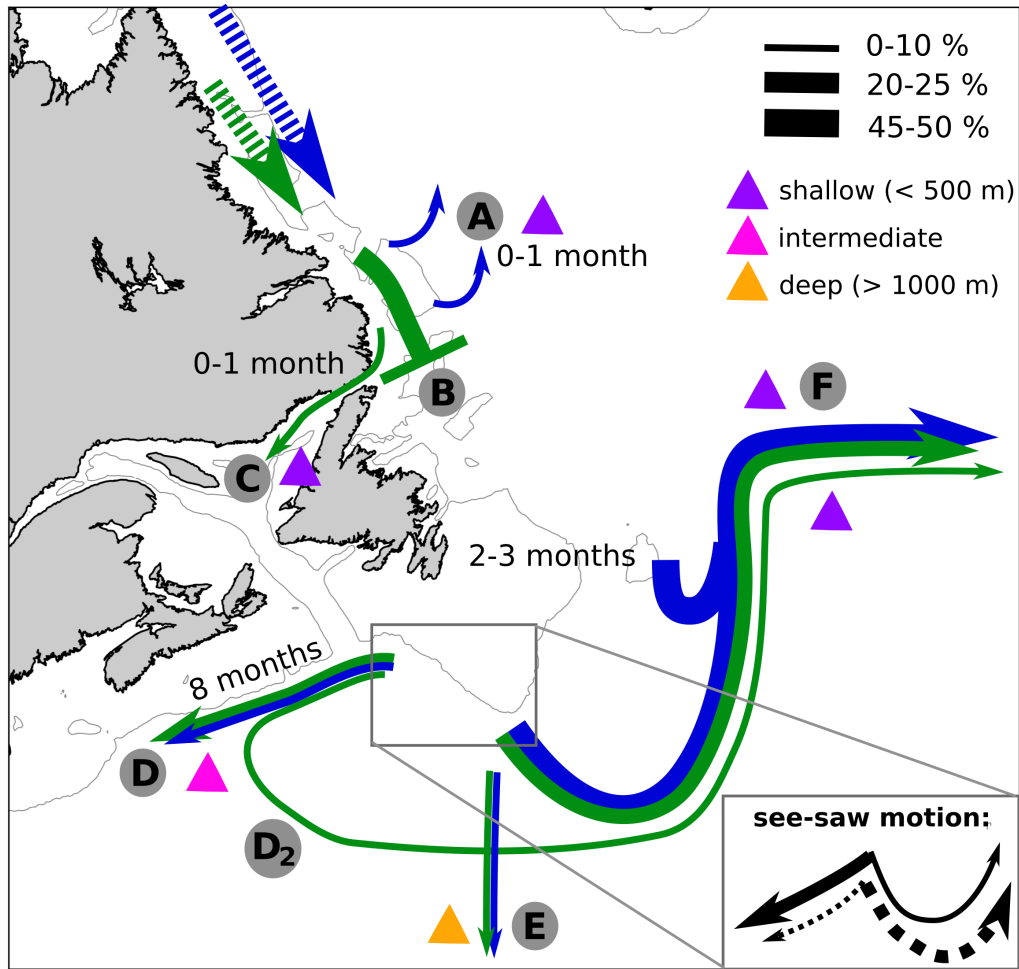 0-10 %
20-25 %
45-50 %
shallow (< 500 m)
intermediate
deep (> 1000 m)
A
0-1 month
0-1 month
B
F
C
2-3 months
8 months
D
D2
E
see-saw motion: